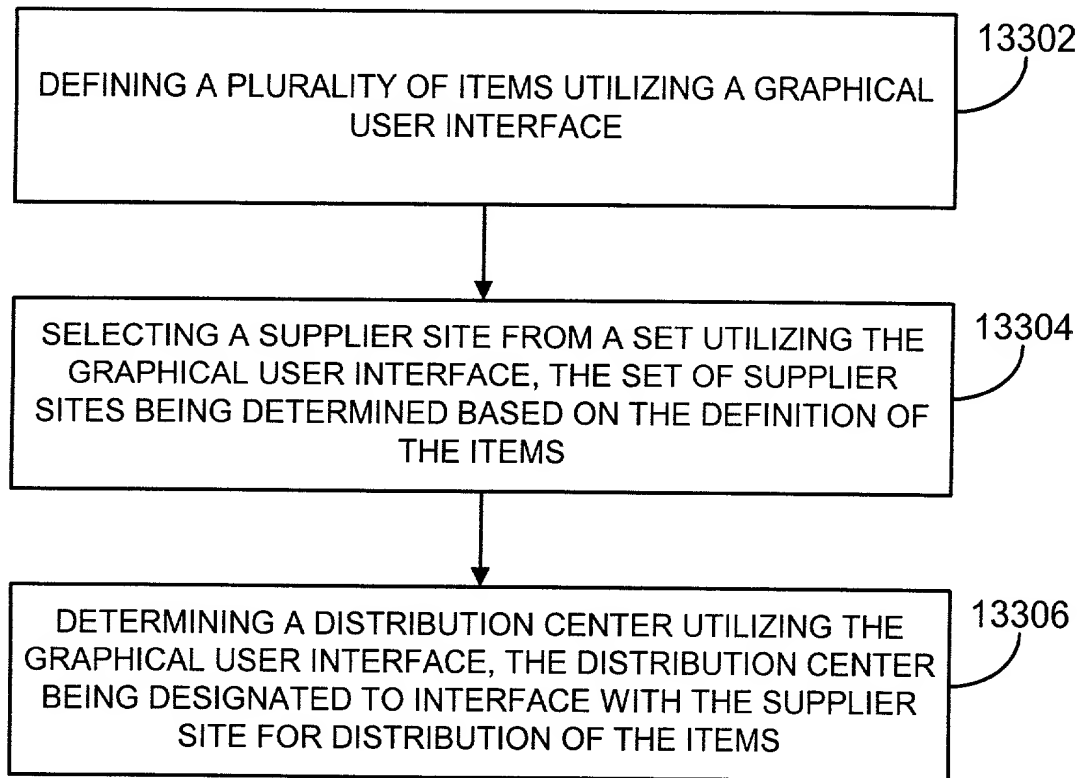 13302
DEFINING A PLURALITY OF ITEMS UTILIZING A GRAPHICAL
USER INTERFACE
13304
SELECTING A SUPPLIER SITE FROM A SET UTILIZING THE
GRAPHICAL USER INTERFACE, THE SET OF SUPPLIER
SITES BEING DETERMINED BASED ON THE DEFINITION OF
THE ITEMS
13306
DETERMINING A DISTRIBUTION CENTER UTILIZING THE
GRAPHICAL USER INTERFACE, THE DISTRIBUTION CENTER
BEING DESIGNATED TO INTERFACE WITH THE SUPPLIER
SITE FOR DISTRIBUTION OF THE ITEMS